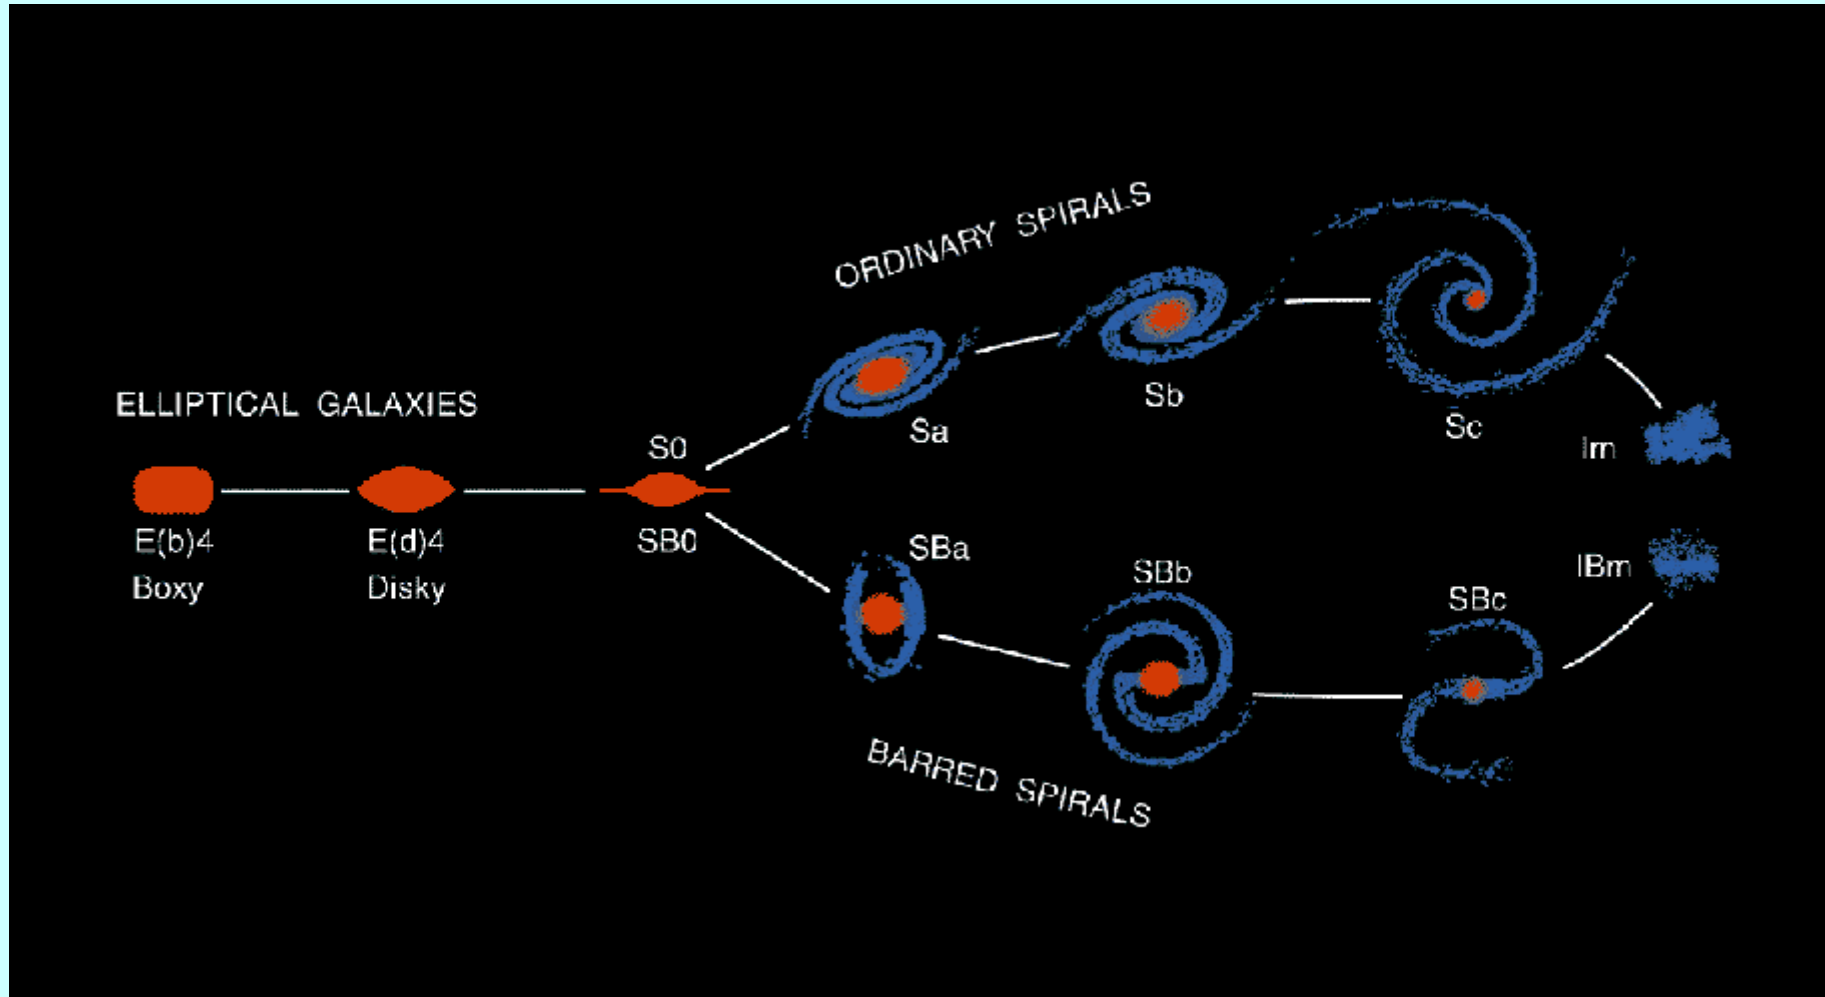 ORDINARY SPIRALS
ELLIPTICAL GALAXIES
S0
Sa
Sb
Sc
Im
E(b)4
Boxy
E(d)4
Disky
SB0
SBa
SBb
SBc
IBm
BARRED SPIRALS